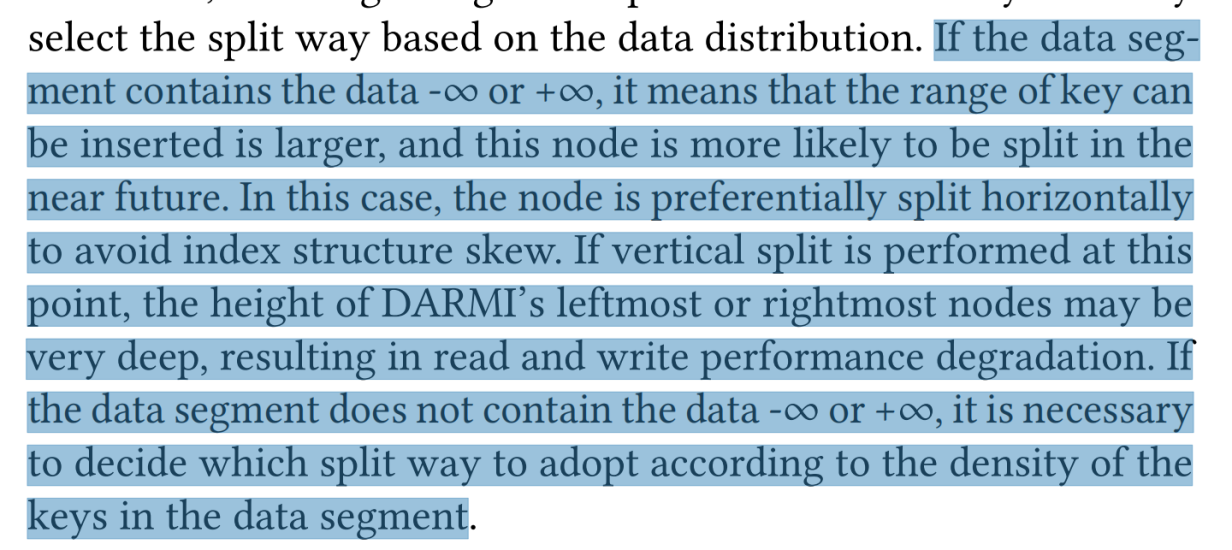 select the split way based on the data distribution. If the data seg-
ment contains the data -∞ or +∞, it means that the range of key can
be inserted is larger, and this node is more likely to be split in the
near future. In this case, the node is preferentially split horizontally
to avoid index structure skew. If vertical split is performed at this
point, the height of DARMI's leftmost or rightmost nodes may be
very deep, resulting in read and write performance degradation. If
the data segment does not contain the data -∞ or +∞, it is necessary
to decide which split way to adopt according to the density of the
keys in the data segment.